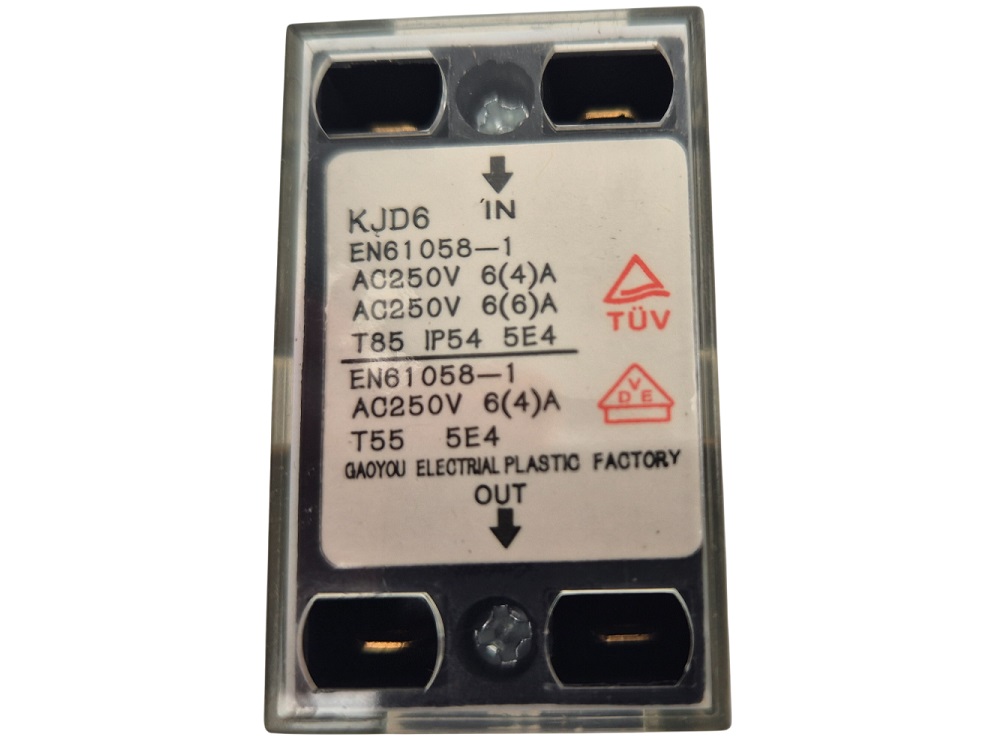 IN
KJD6
EN61058-1
AC250V 6(4)A
AC250V 6(6)A
T85 IP54 5E4
TÜV
EN61058-1
AC250V 6(4)A
T55 5E4
VDE
GAOYOU ELECTRIAL PLASTIC FACTORY
OUT